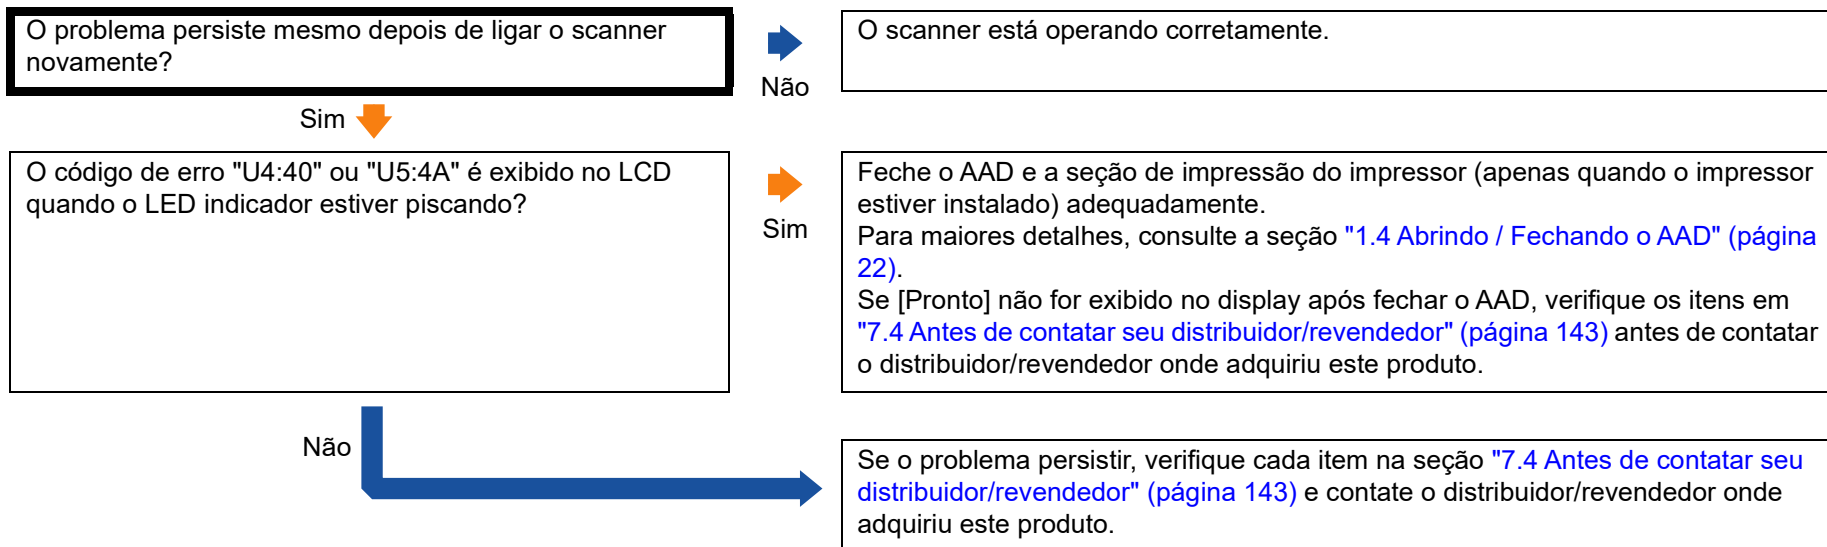 O problema persiste mesmo depois de ligar o scanner
novamente?
Não
O scanner está operando corretamente.
Sim
O código de erro "U4:40" ou "U5:4A" é exibido no LCD
quando o LED indicador estiver piscando?
Sim
Feche o AAD e a seção de impressão do impressor (apenas quando o impressor
estiver instalado) adequadamente.
Para maiores detalhes, consulte a seção "1.4 Abrindo / Fechando o AAD" (página
22).
Se [Pronto] não for exibido no display após fechar o AAD, verifique os itens em
"7.4 Antes de contatar seu distribuidor/revendedor" (página 143) antes de contatar
o distribuidor/revendedor onde adquiriu este produto.
Não
Se o problema persistir, verifique cada item na seção "7.4 Antes de contatar seu
distribuidor/revendedor" (página 143) e contate o distribuidor/revendedor onde
adquiriu este produto.